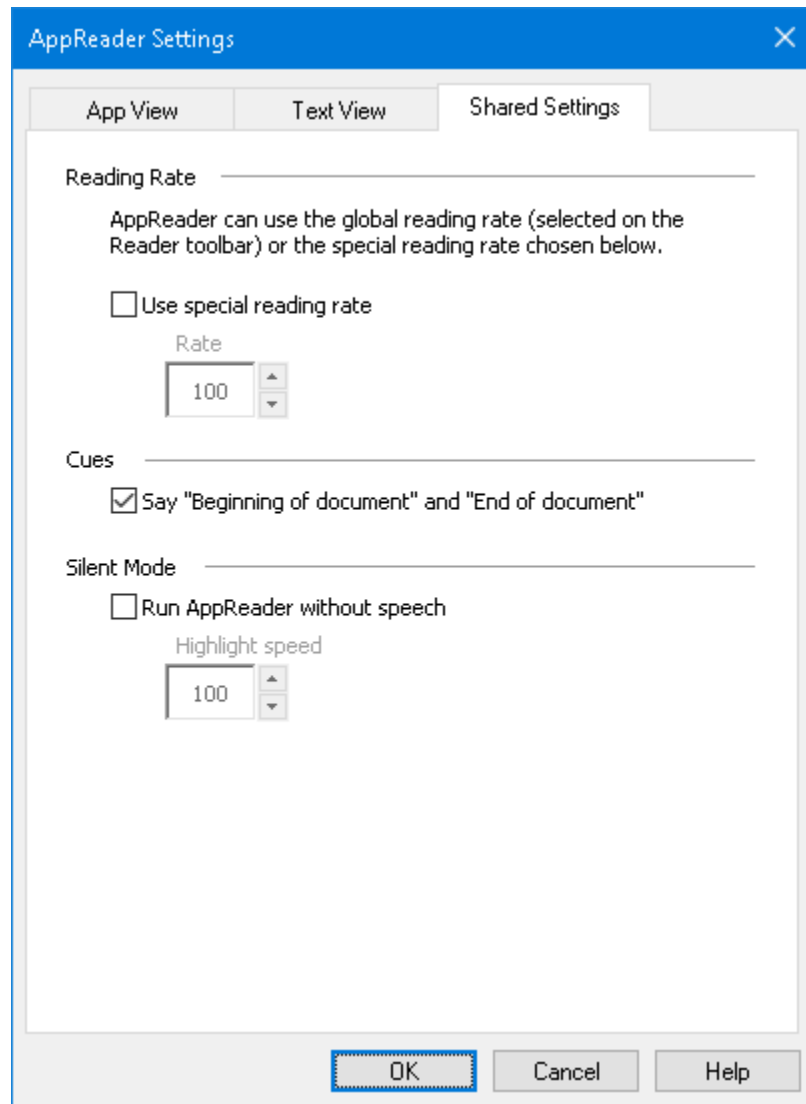 AppReader Settings
App View
Text View
Shared Settings
Reading Rate
AppReader can use the global reading rate (selected on the
Reader toolbar) or the special reading rate chosen below.
Use special reading rate
Rate
100
Cues
Say "Beginning of document" and "End of document"
Silent Mode
Run AppReader without speech
Highlight speed
100
OK
Cancel
Help